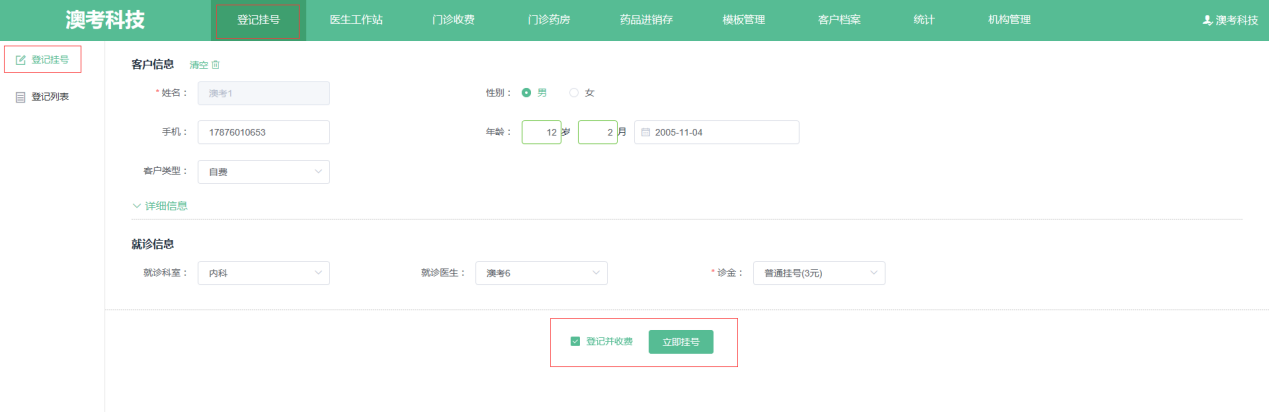 澳考科技 登记挂号 医生工作站 门诊收费 门诊药房 药品进销存 模板管理 客户档案 统计 机构管理 澳考科技
登记挂号
登记列表
客户信息 清空
*姓名： 澳考1 性别： 男 女
手机： 17876010653 年龄： 12 岁 2 月 2005-11-04
客户类型： 自费
详细信息
就诊信息
就诊科室： 内科 就诊医生： 澳考6 *诊金： 普通挂号(3元)
登记并收费 立即挂号